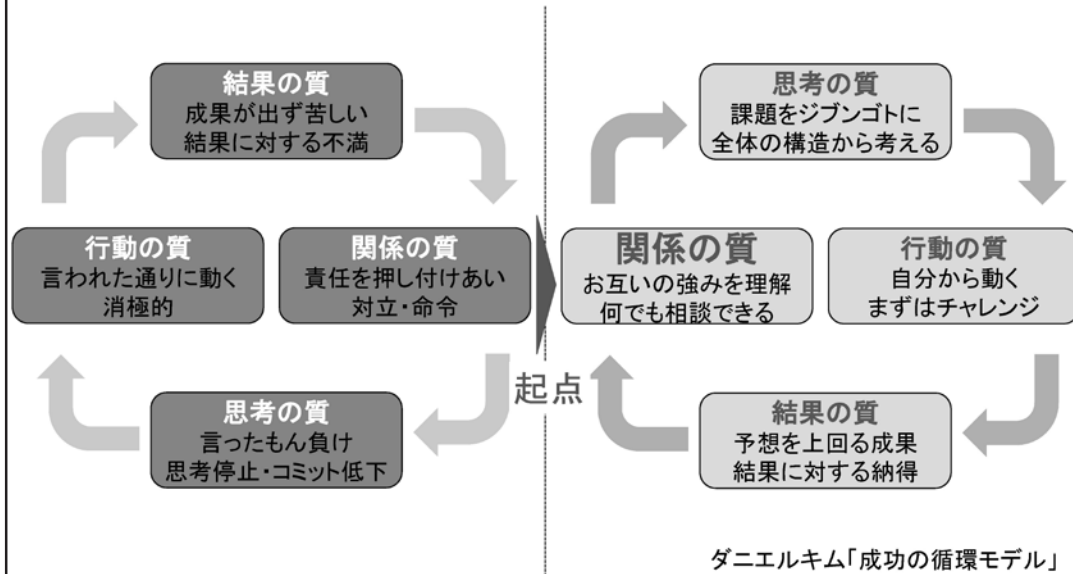 結果の質
成果が出ず苦しい
結果に対する不満
行動の質
言われた通りに動く
消極的
関係の質
責任を押し付けあい
対立・命令
思考の質
言ったもん負け
思考停止・コミット低下
起点
思考の質
課題をジブンゴトに
全体の構造から考える
関係の質
お互いの強みを理解
何でも相談できる
行動の質
自分から動く
まずはチャレンジ
結果の質
予想を上回る成果
結果に対する納得
ダニエルキム「成功の循環モデル」